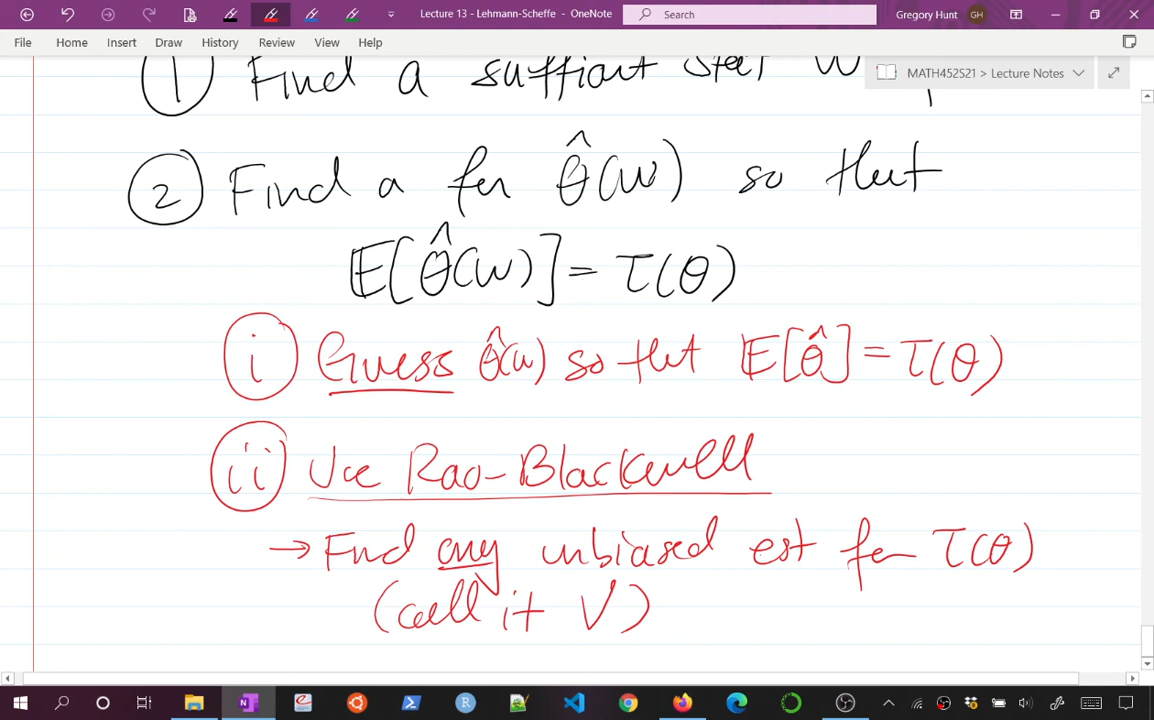 Lecture 13 - Lehmann-Scheffe - OneNote
Search
Gregory Hunt
GH
File Home Insert Draw History Review View Help
MATH452S21 > Lecture Notes
1 Find a sufficient stat W
2 Find a fcn θ̂(W) so that
E[θ̂(W)] = τ(θ)
i Guess θ̂(W) so that E[θ̂] = τ(θ)
ii Use Rao-Blackwell
→ Find any unbiased est for τ(θ)
(call it V)